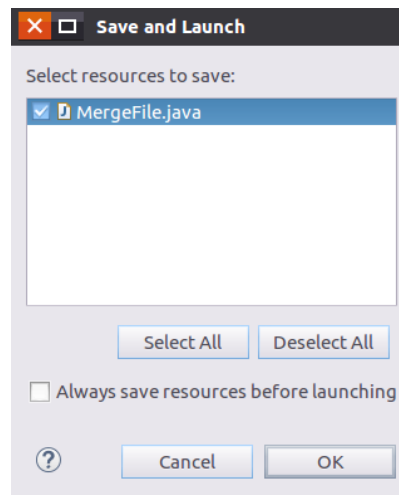 Save and Launch
Select resources to save:
MergeFile.java
Select All
Deselect All
Always save resources before launching
Cancel
OK